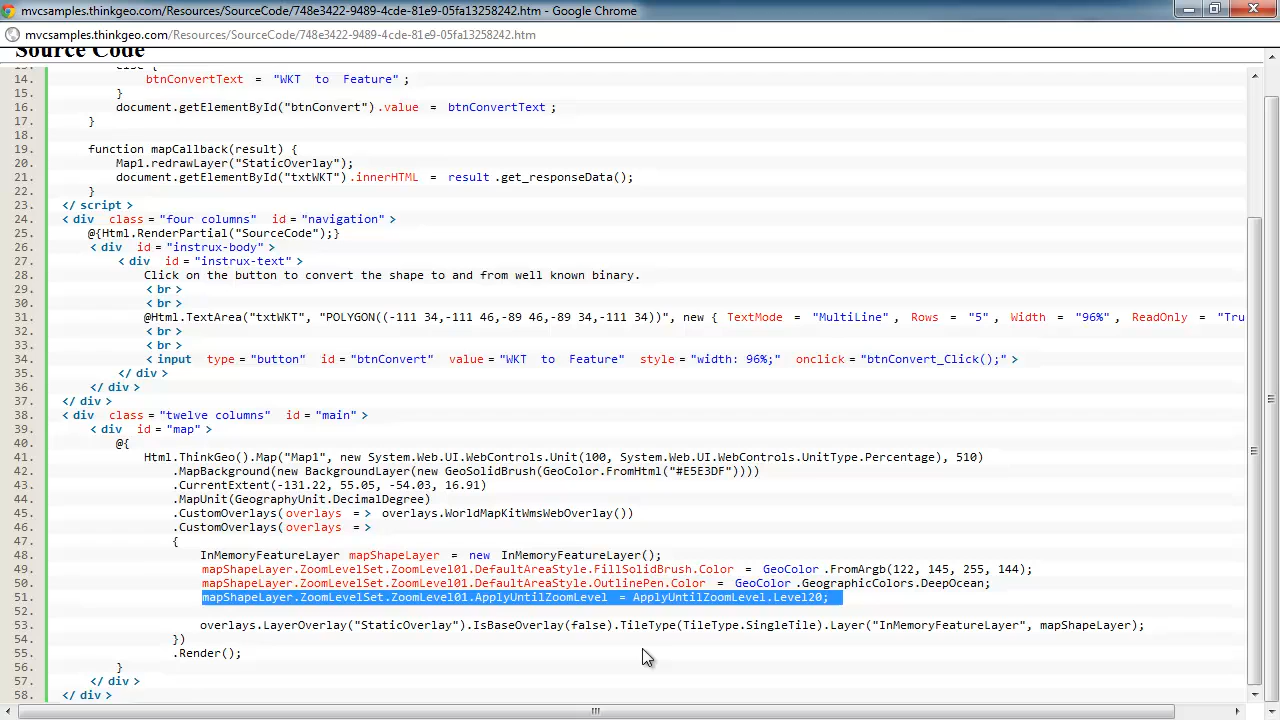 mvcsamples.thinkgeo.com/Resources/SourceCode/748e3422-9489-4cde-81e9-05fa13258242.htm - Google Chrome
mvcsamples.thinkgeo.com/Resources/SourceCode/748e3422-9489-4cde-81e9-05fa13258242.htm
Source Code
13. else {
14. btnConvertText = "WKT to Feature" ;
15. }
16. document.getElementById("btnConvert").value = btnConvertText ;
17. }
18.
19. function mapCallback(result) {
20. Map1.redrawLayer("StaticOverlay");
21. document.getElementById("txtWKT").innerHTML = result .get_responseData();
22. }
23. </ script >
24. < div class = "four columns" id = "navigation" >
25. @{Html.RenderPartial("SourceCode");}
26. < div id = "instrux-body" >
27. < div id = "instrux-text" >
28. Click on the button to convert the shape to and from well known binary.
29. < br >
30. < br >
31. @Html.TextArea("txtWKT", "POLYGON((-111 34,-111 46,-89 46,-89 34,-111 34))", new { TextMode = "MultiLine" , Rows = "5" , Width = "96%" , ReadOnly = "Tru
32. < br >
33. < br >
34. < input type = "button" id = "btnConvert" value = "WKT to Feature" style = "width: 96%;" onclick = "btnConvert_Click();" >
35. </ div >
36. </ div >
37. </ div >
38. < div class = "twelve columns" id = "main" >
39. < div id = "map" >
40. @{
41. Html.ThinkGeo().Map("Map1", new System.Web.UI.WebControls.Unit(100, System.Web.UI.WebControls.UnitType.Percentage), 510)
42. .MapBackground(new BackgroundLayer(new GeoSolidBrush(GeoColor.FromHtml("#E5E3DF"))))
43. .CurrentExtent(-131.22, 55.05, -54.03, 16.91)
44. .MapUnit(GeographyUnit.DecimalDegree)
45. .CustomOverlays( overlays = > overlays.WorldMapKitWmsWebOverlay())
46. .CustomOverlays( overlays = >
47. {
48. InMemoryFeatureLayer mapShapeLayer = new InMemoryFeatureLayer();
49. mapShapeLayer.ZoomLevelSet.ZoomLevel01.DefaultAreaStyle.FillSolidBrush.Color = GeoColor .FromArgb(122, 145, 255, 144);
50. mapShapeLayer.ZoomLevelSet.ZoomLevel01.DefaultAreaStyle.OutlinePen.Color = GeoColor .GeographicColors.DeepOcean;
51. mapShapeLayer.ZoomLevelSet.ZoomLevel01.ApplyUntilZoomLevel = ApplyUntilZoomLevel.Level20;
52.
53. overlays.LayerOverlay("StaticOverlay").IsBaseOverlay(false).TileType(TileType.SingleTile).Layer("InMemoryFeatureLayer", mapShapeLayer);
54. })
55. .Render();
56. }
57. </ div >
58. </ div >